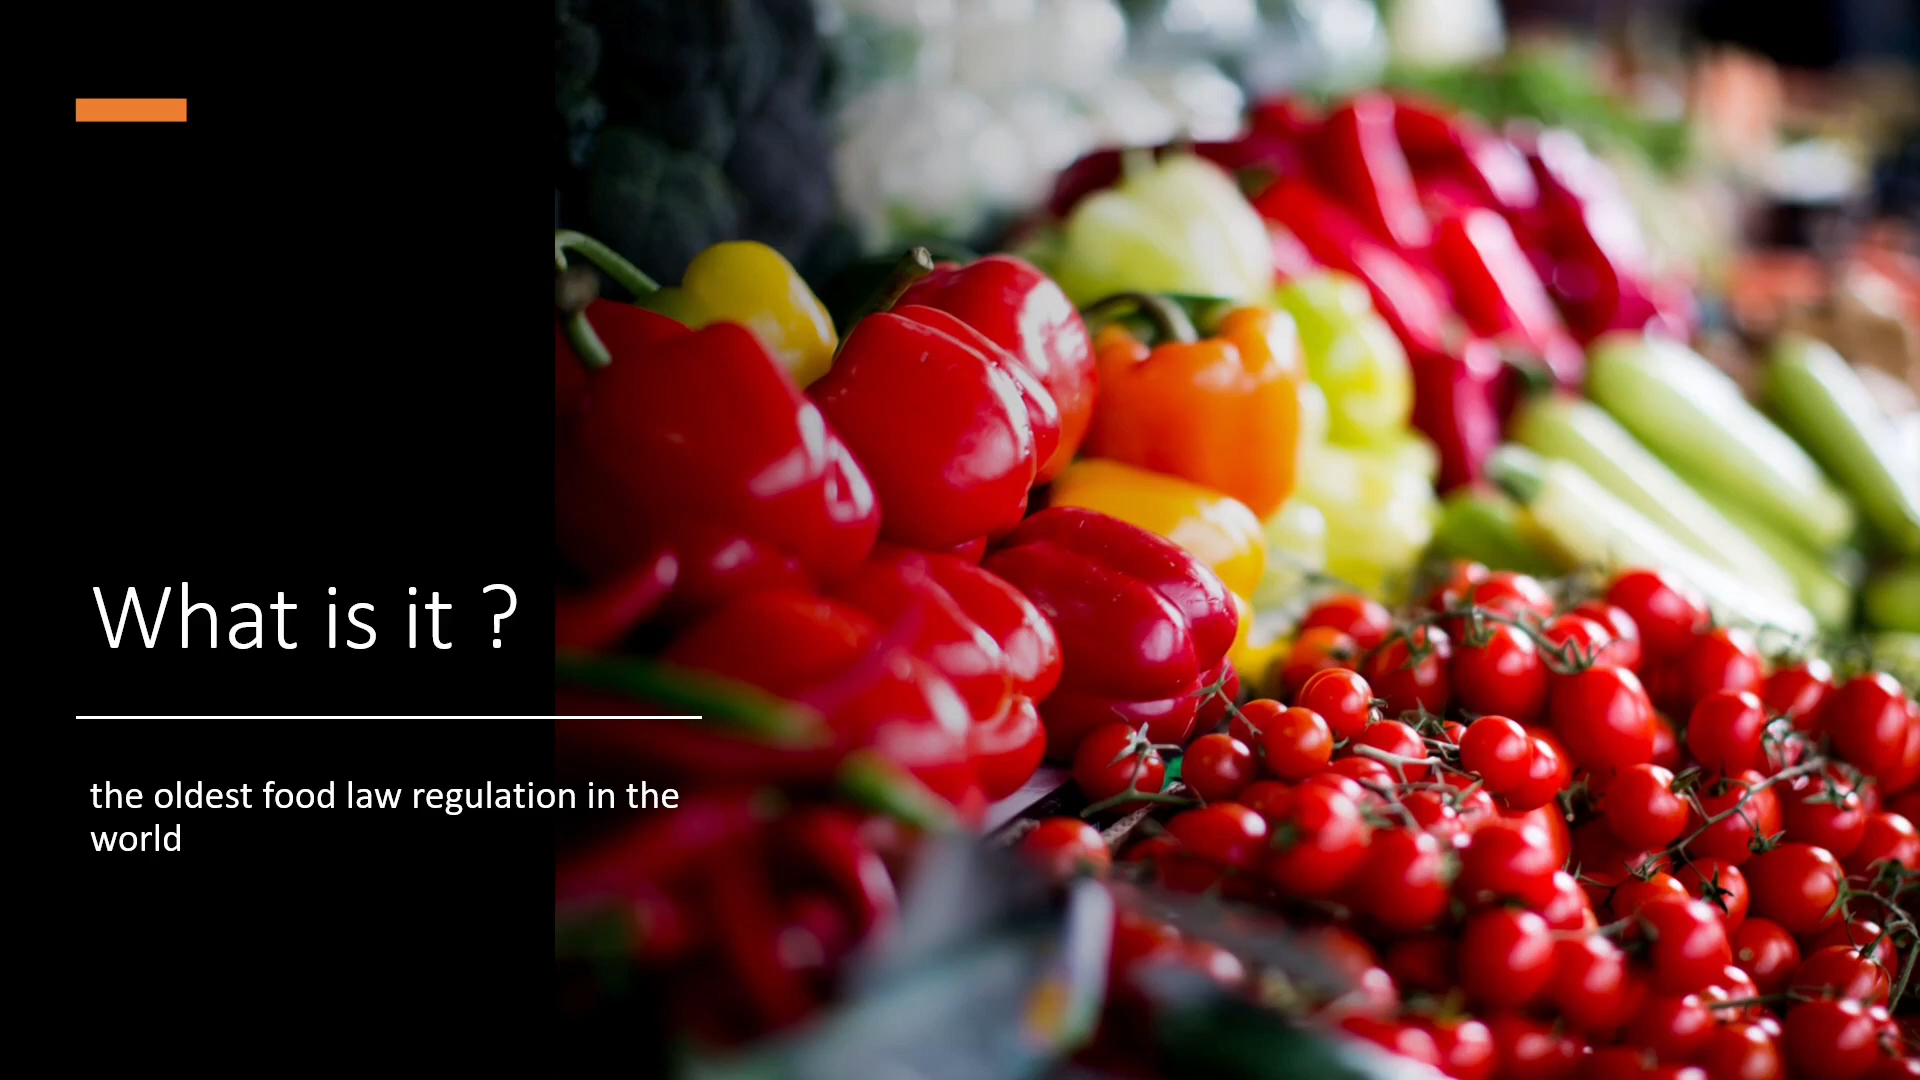 What is it ?
the oldest food law regulation in the
world